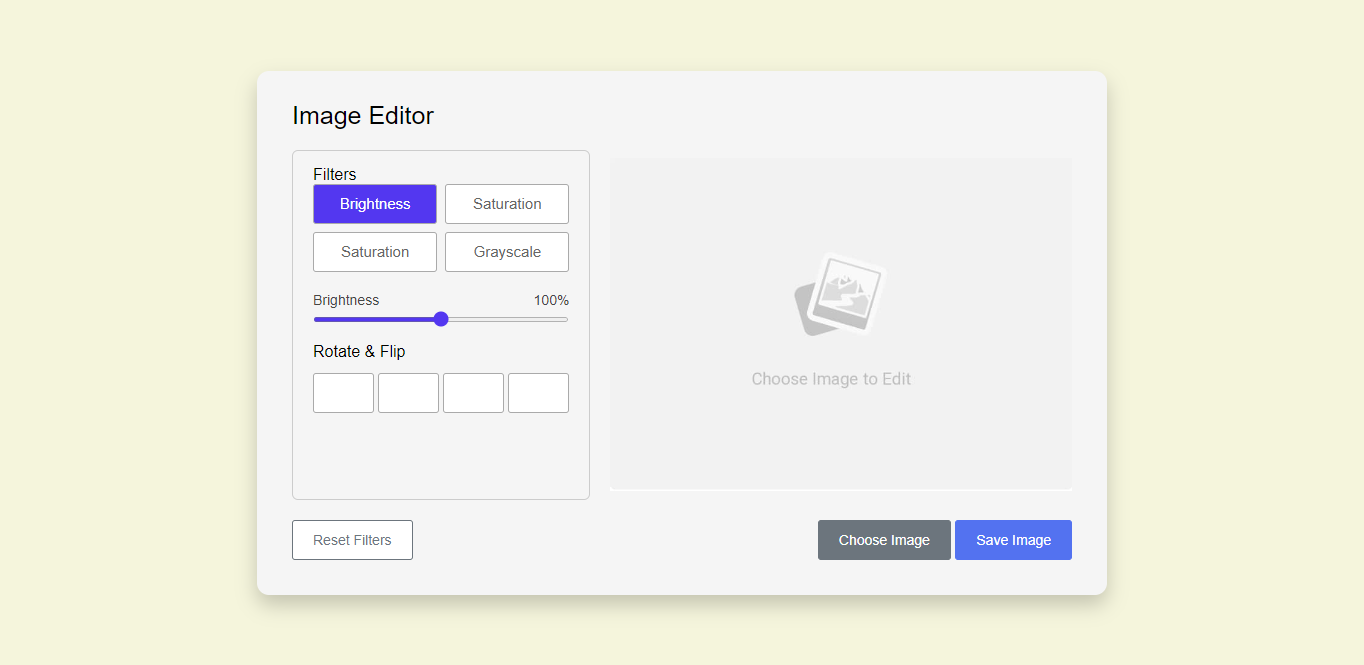 Image Editor
Filters
Brightness Saturation
Saturation Grayscale
Brightness 100%
Rotate & Flip
Choose Image to Edit
Reset Filters Choose Image Save Image